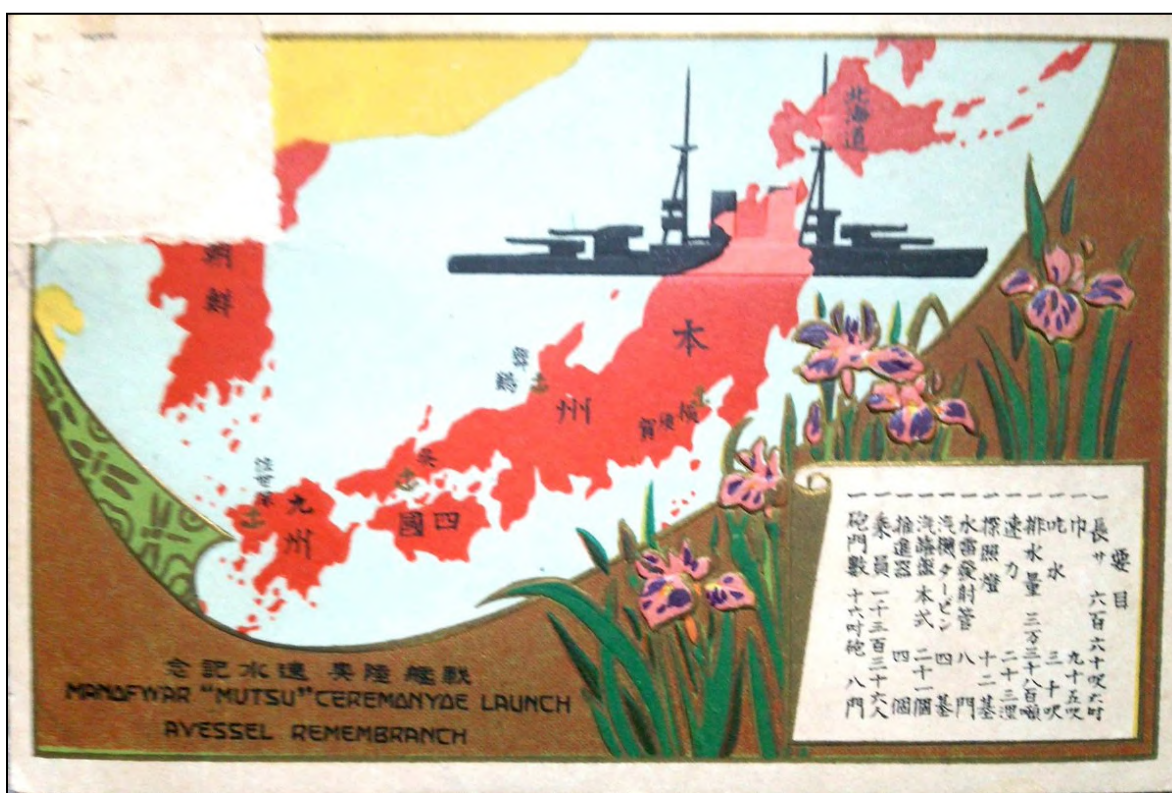 北海道
朝鮮
本州
舞鶴
横須賀
呉
四國
九州
佐世保
戰艦陸奥進水記念
MANOFWAR "MUTSU" CEREMANYOE LAUNCH
AVESSEL REMEMBRANCH
要目
一長サ 六百六十呎六吋
一巾 九十五呎
一吃水 三十呎
一排水量 三万三千八百噸
一速力 二十三浬
一探照燈 十二基
一水雷發射管 八門
一汽機タービン 四基
一汽罐艦本式 二十一個
一推進器 四個
一乗員 一千三百三十六人
一砲門數 十六吋砲 八門